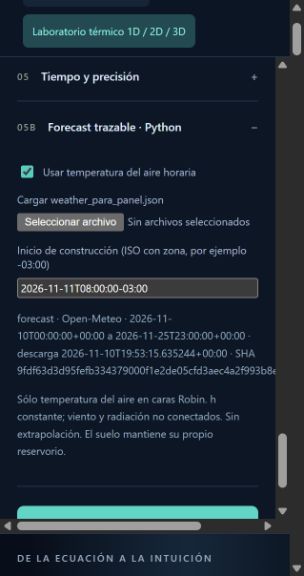 Laboratorio térmico 1D / 2D / 3D
05 Tiempo y precisión +
05B Forecast trazable · Python −
Usar temperatura del aire horaria
Cargar weather_para_panel.json
Seleccionar archivo Sin archivos seleccionados
Inicio de construcción (ISO con zona, por ejemplo
-03:00)
2026-11-11T08:00:00-03:00
forecast · Open-Meteo · 2026-11-
10T00:00:00+00:00 a 2026-11-25T23:00:00+00:00 ·
descarga 2026-11-10T19:53:15.635244+00:00 · SHA
9fdf63d3d95fefb334379000f1e2de05cfd3aec4a2f993b8e
Sólo temperatura del aire en caras Robin. h
constante; viento y radiación no conectados. Sin
extrapolación. El suelo mantiene su propio
reservorio.
DE LA ECUACIÓN A LA INTUICIÓN